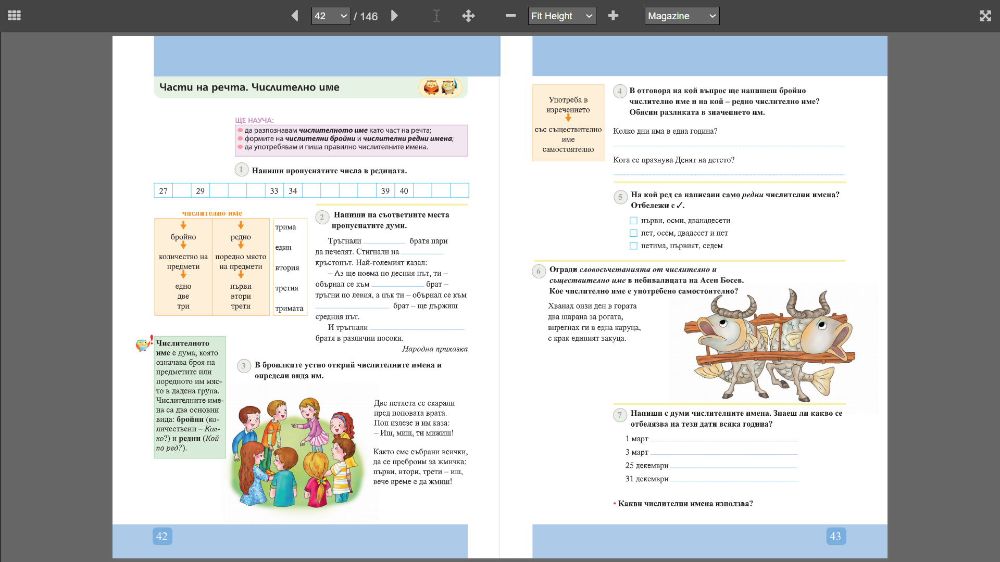 42
/ 146
Fit Height
Magazine
Части на речта. Числително име
ЩЕ НАУЧА:
да разпознавам числителното име като част на речта;
формите на числителни бройни и числителни редни имена;
да употребявам и пиша правилно числителните имена.
1 Напиши пропуснатите числа в редицата.
27 29 33 34 39 40
числително име
бройно
количество на
предмети
едно
две
три
редно
поредно място
на предмети
първи
втори
трети
трима
един
втория
третия
тримата
2 Напиши на съответните места
пропуснатите думи.
Тръгнали братя пари
да печелят. Стигнали на
кръстопът. Най-големият казал:
– Аз ще поема по десния път, ти –
обърнал се към брат –
тръгни по левия, а пък ти – обърнал се към
брат – ще държиш
средния път.
И тръгнали
братя в различни посоки.
Народна приказка
Числителното
име е дума, която
означава броя на
предметите или
поредното им мяс-
то в дадена група.
Числителните име-
на са два основни
вида: бройни (ко-
личествени – Кол-
ко?) и редни (Кой
по ред?).
3 В броилките устно открий числителните имена и
определи вида им.
Две петлета се скарали
пред поповата врата.
Поп излезе и им каза:
– Иш, миш, ти мижиш!
Както сме събрани всички,
да се преброим за жмичка:
първи, втори, трети – иш,
вече време е да жмиш!
42
Употреба в
изречението
със съществително
име
самостоятелно
4 В отговора на кой въпрос ще напишеш бройно
числително име и на кой – редно числително име?
Обясни разликата в значението им.
Колко дни има в една година?
Кога се празнува Денят на детето?
5 На кой ред са написани само редни числителни имена?
Отбележи с ✓.
първи, осми, дванадесети
пет, осем, двадесет и пет
петима, първият, седем
6 Огради словосъчетанията от числително и
съществително име в небивалицата на Асен Босев.
Кое числително име е употребено самостоятелно?
Хванах онзи ден в гората
два шарана за рогата,
впрегнах ги в една каруца,
с крак единият закуца.
7 Напиши с думи числителните имена. Знаеш ли какво се
отбелязва на тези дати всяка година?
1 март
3 март
25 декември
31 декември
• Какви числителни имена използва?
43